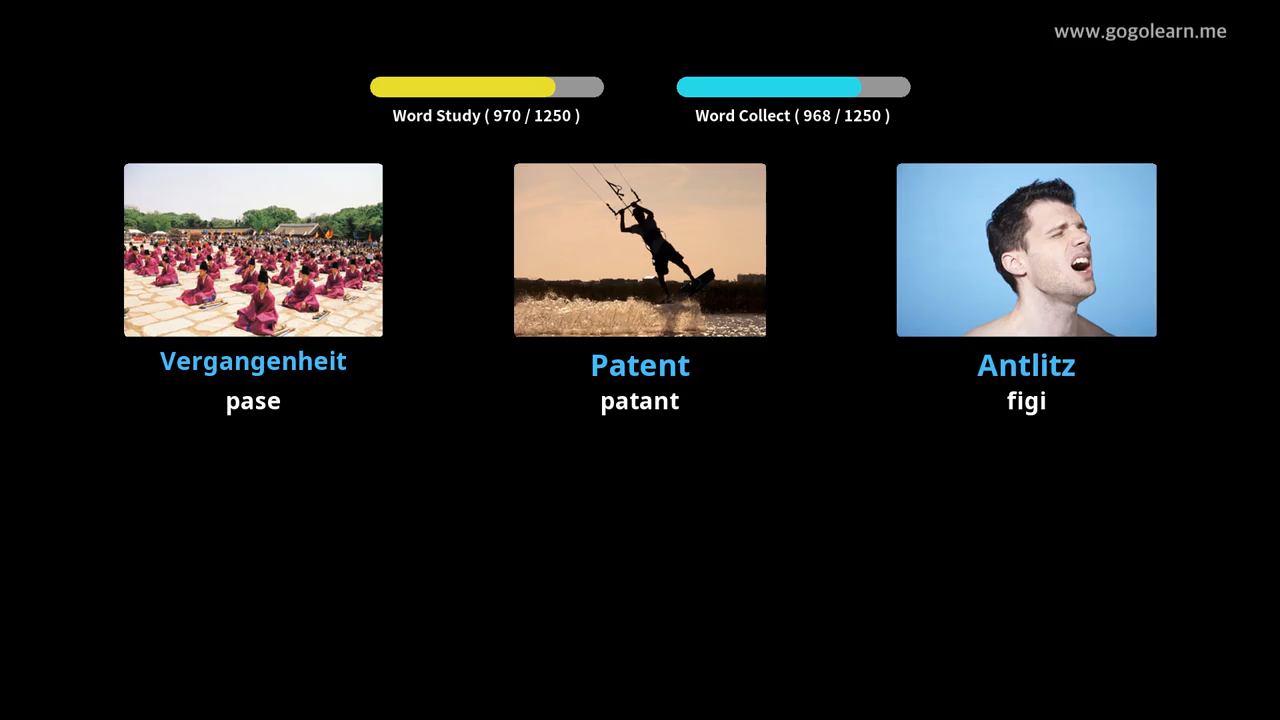 www.gogolearn.me
Word Study ( 970 / 1250 )
Word Collect ( 968 / 1250 )
Vergangenheit
pase
Patent
patant
Antlitz
figi